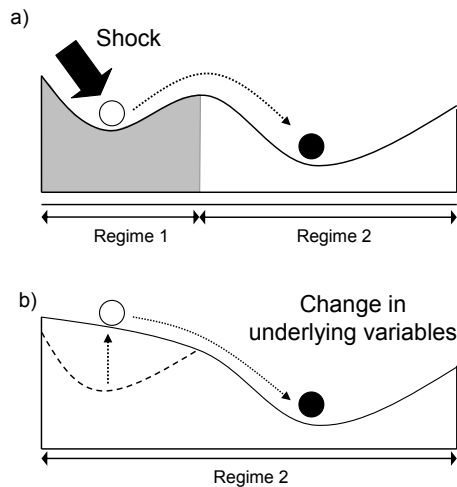 a)
Shock
Regime 1
Regime 2
b)
Change in
underlying variables
Regime 2